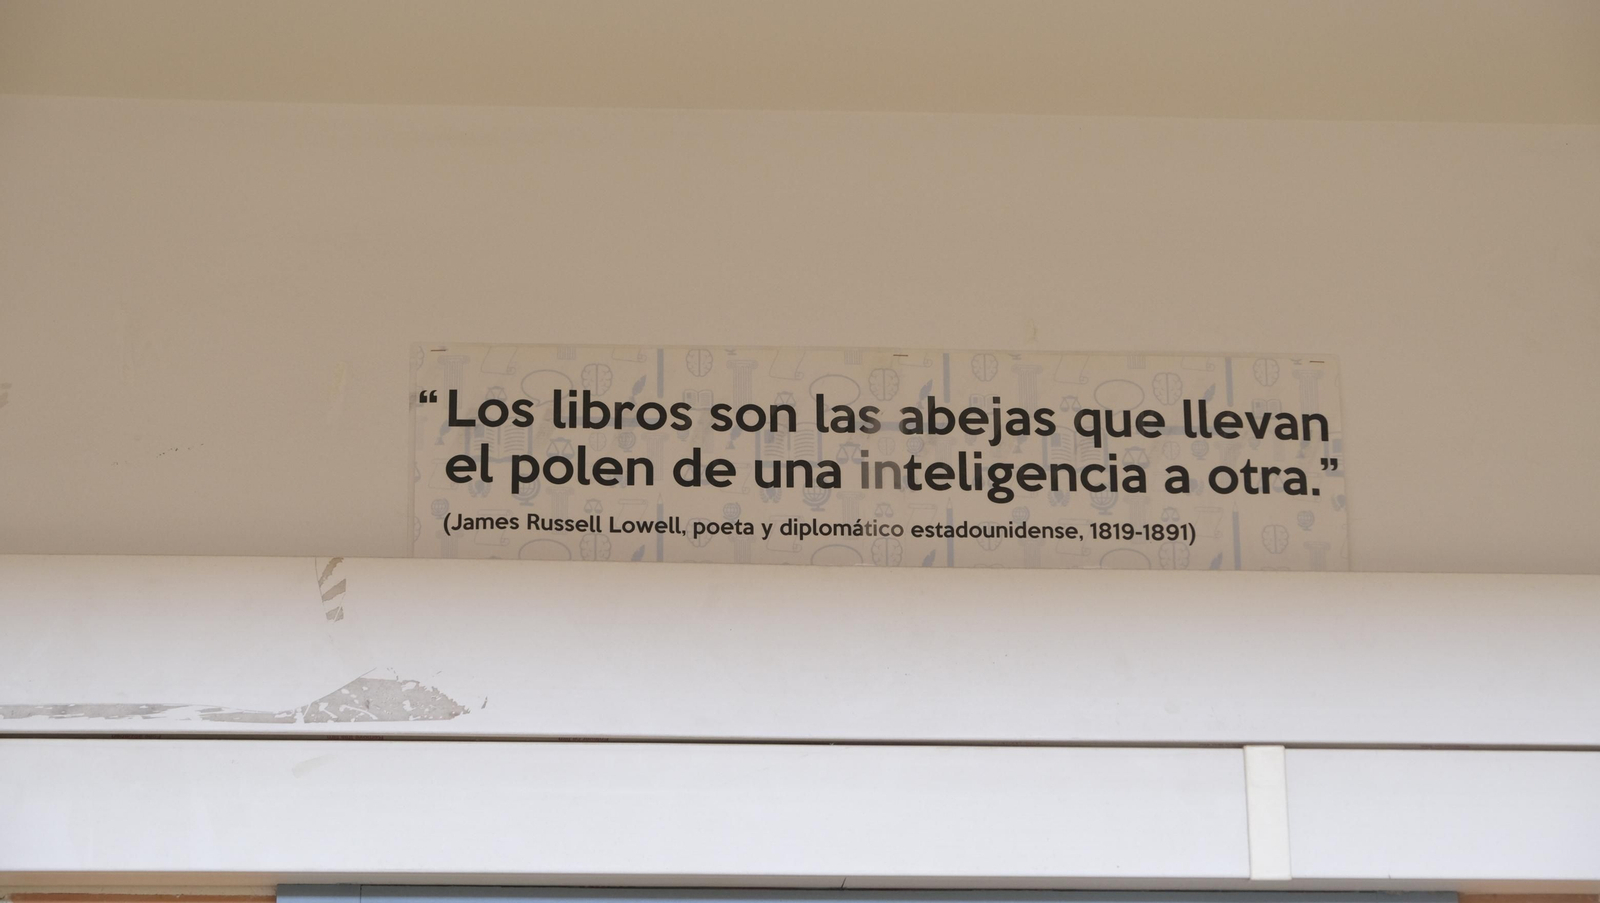 “Los libros son las abejas que llevan
el polen de una inteligencia a otra.”
(James Russell Lowell, poeta y diplomático estadounidense, 1819-1891)